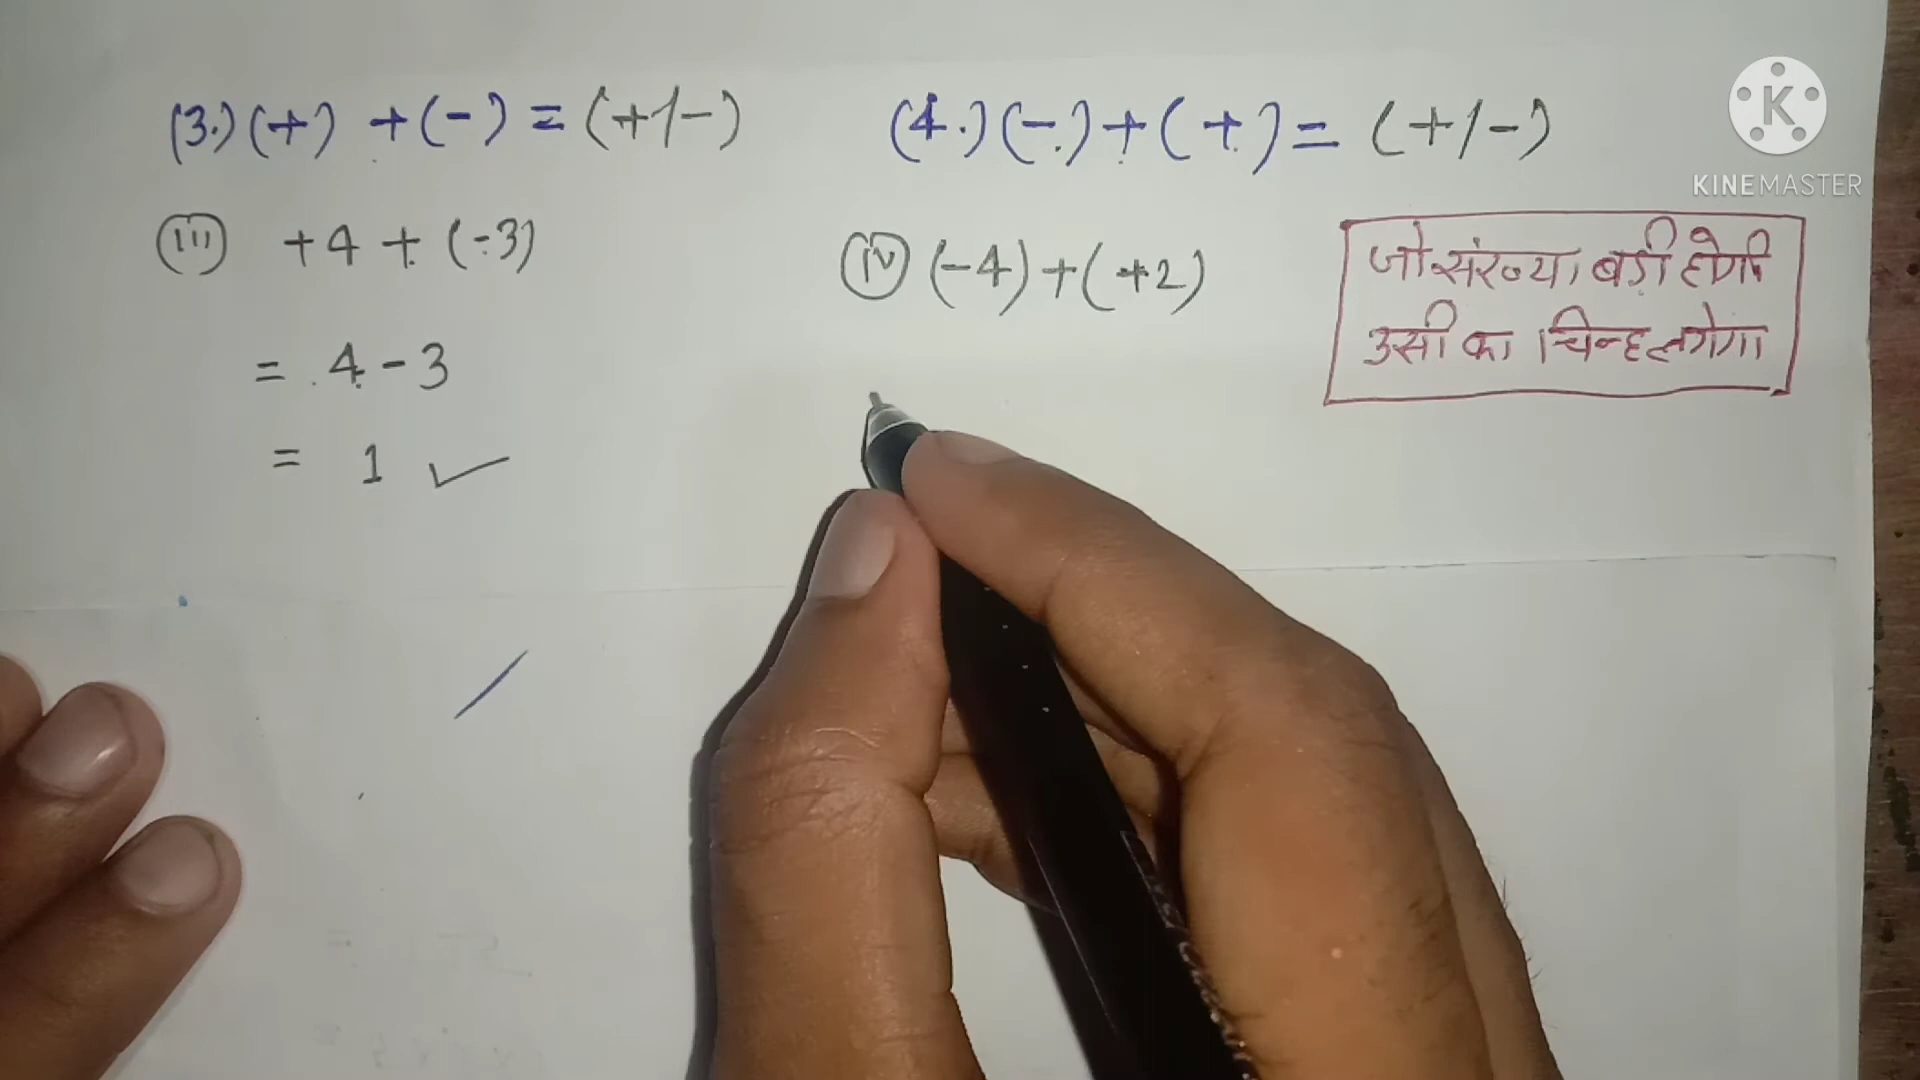 (3.) (+) + (-) = (+/-)
(iii) +4 + (-3)
= 4 - 3
= 1 ✓
(4.) (-) + (+) = (+/-)
(iv) (-4) + (+2)
जो संख्या बड़ी होगी
उसी का चिन्ह लगेगा
K
KINEMASTER